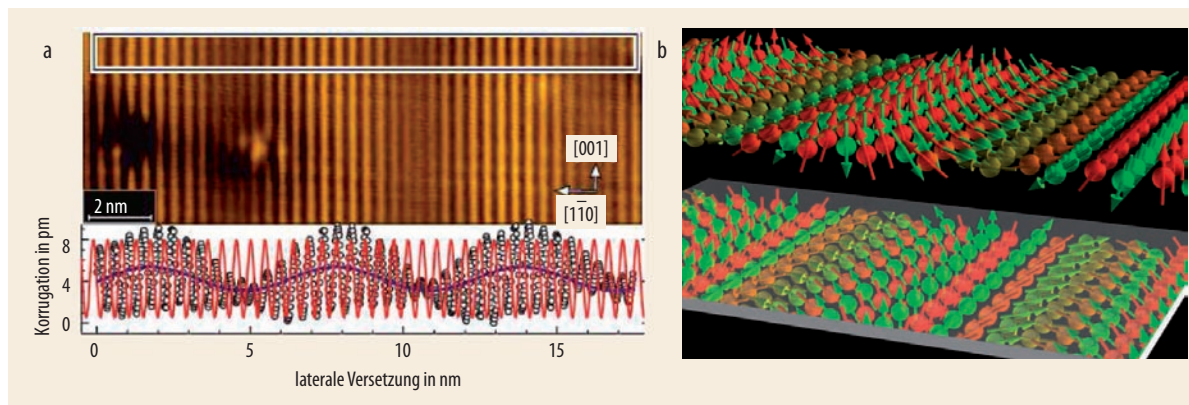 a
b
[001]
[11̅0]
2 nm
Korrugation in pm
8
4
0
0 5 10 15
laterale Versetzung in nm